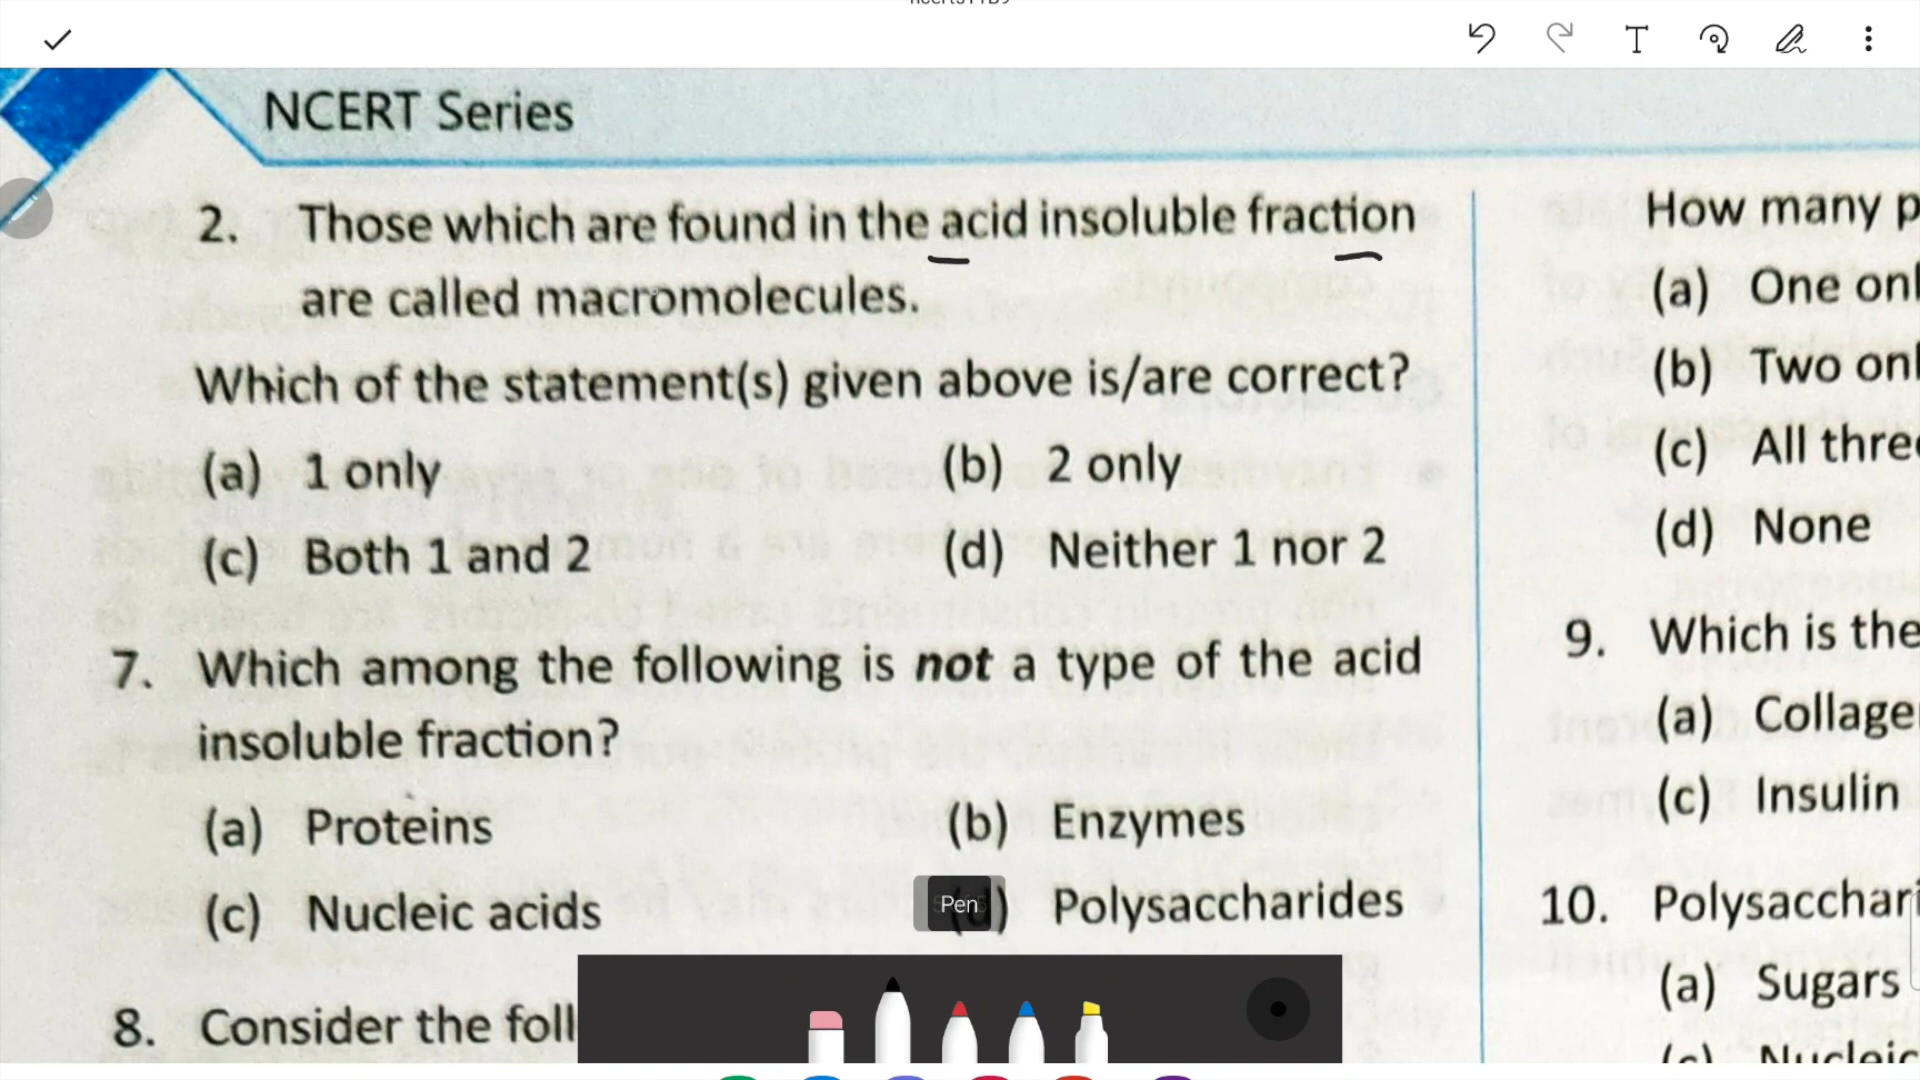 NCERT Series
2. Those which are found in the acid insoluble fraction
are called macromolecules.
Which of the statement(s) given above is/are correct?
(a) 1 only (b) 2 only
(c) Both 1 and 2 (d) Neither 1 nor 2
7. Which among the following is not a type of the acid
insoluble fraction?
(a) Proteins (b) Enzymes
(c) Nucleic acids (d) Polysaccharides
Pen
8. Consider the foll
How many p
(a) One onl
(b) Two onl
(c) All three
(d) None
9. Which is the
(a) Collage
(c) Insulin
10. Polysacchari
(a) Sugars
(c) Nucleic